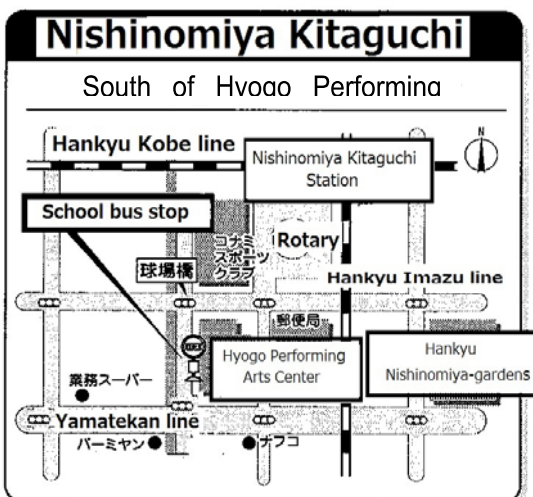 Nishinomiya Kitaguchi
South of Hyogo Performing
N
Hankyu Kobe line
Nishinomiya Kitaguchi
Station
School bus stop
コナミ
スポーツ
クラブ
Rotary
球場橋
Hankyu Imazu line
郵便局
Hyogo Performing
Arts Center
Hankyu
Nishinomiya-gardens
業務スーパー
Yamatekan line
バーミヤン
ナフコ